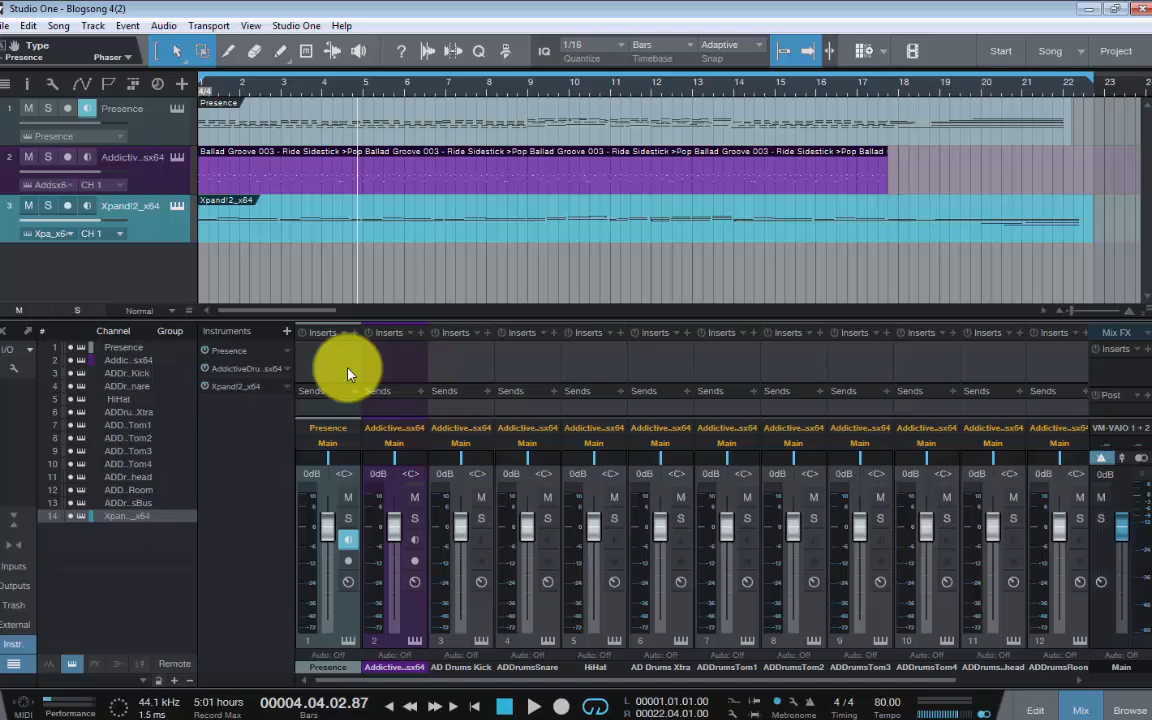 Studio One - Blogsong 4(2)
ile Edit Song Track Event Audio Transport View Studio One Help
Type
Presence Phaser
IQ 1/16 Bars Adaptive
Quantize Timebase Snap
Start Song Project
2 3 4 5 6 7 8 9 10 11 12 13 14 15 16 17 18 19 20 21 22 23
4/4
1 M S Presence
Presence
Presence
2 M S Addictiv..sx64
Ballad Groove 003 - Ride Sidestick >Pop Ballad Groove 003 - Ride Sidestick >Pop Ballad Groove 003 - Ride Sidestick >Pop Ballad Groove 003 - Ride Sidestick >Pop Ballad
Addsx6 CH 1
3 M S Xpand!2_x64
Xpand!2_x64
Xpa_x6 CH 1
M S Normal
# Channel Group
Instruments
Inserts Inserts Inserts Inserts Inserts Inserts Inserts Inserts Inserts Inserts Inserts Inserts Mix FX
I/O
1 Presence
2 Addic..sx64
3 ADDr...Kick
4 ADDr..nare
5 HiHat
6 ADDru..Xtra
7 ADD..Tom1
8 ADD..Tom2
9 ADD..Tom3
10 ADD..Tom4
11 ADDr..head
12 ADD..Room
13 ADDr..sBus
14 Xpan..._x64
Presence
AddictiveDru..sx64
Xpand!2_x64
Inserts
Sends Sends Sends Sends Sends Sends Sends Sends Sends Sends Sends Sends Post
Presence Addictive..sx64 Addictive..sx64 Addictive..sx64 Addictive..sx64 Addictive..sx64 Addictive..sx64 Addictive..sx64 Addictive..sx64 Addictive..sx64 Addictive..sx64 Addictive..sx64 VM-VAIO 1 + 2
Main Main Main Main Main Main Main Main Main Main Main Main
0dB <C> 0dB <C> 0dB <C> 0dB <C> 0dB <C> 0dB <C> 0dB <C> 0dB <C> 0dB <C> 0dB <C> 0dB <C> 0dB <C> 0dB
Inputs
Outputs
Trash
External
Instr.
Remote
1 2 3 4 5 6 7 8 9 10 11 12
Auto: Off Auto: Off Auto: Off Auto: Off Auto: Off Auto: Off Auto: Off Auto: Off Auto: Off Auto: Off Auto: Off Auto: Off Auto: Off
Presence Addictive..sx64 AD Drums Kick ADDrumsSnare HiHat AD Drums Xtra ADDrumsTom1 ADDrumsTom2 ADDrumsTom3 ADDrumsTom4 ADDrums..head ADDrumsRoon Main
MIDI Performance
44.1 kHz
1.5 ms
5:01 hours
Record Max
00004.04.02.87
Bars
L 00001.01.01.00
R 00022.04.01.00
Metronome
4 / 4
Timing
80.00
Tempo
Edit Mix Browse